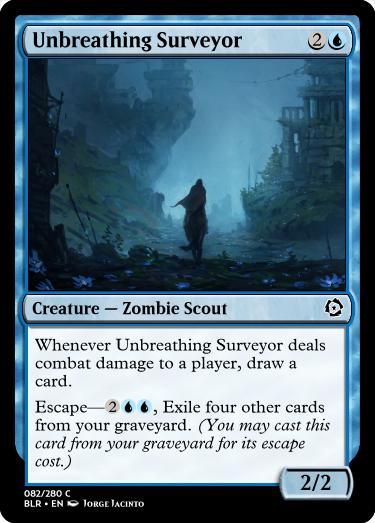 Unbreathing Surveyor 2
Creature — Zombie Scout
Whenever Unbreathing Surveyor deals
combat damage to a player, draw a
card.
Escape—2, Exile four other cards
from your graveyard. (You may cast this
card from your graveyard for its escape
cost.)
2/2
082/280 C
BLR • EN Jorge Jacinto